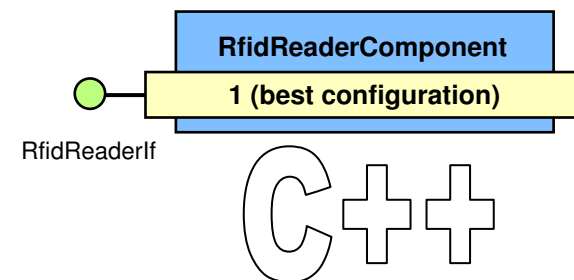 RfidReaderComponent
1 (best configuration)
RfidReaderIf
C++